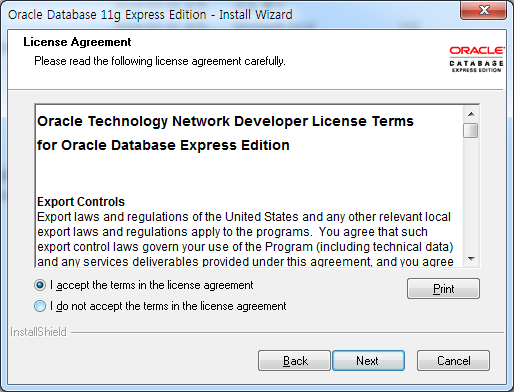 Oracle Database 11g Express Edition - Install Wizard
License Agreement
Please read the following license agreement carefully.
ORACLE
DATABASE
EXPRESS EDITION
Oracle Technology Network Developer License Terms
for Oracle Database Express Edition
Export Controls
Export laws and regulations of the United States and any other relevant local
export laws and regulations apply to the programs. You agree that such
export control laws govern your use of the Program (including technical data)
and any services deliverables provided under this agreement, and you agree
I accept the terms in the license agreement
I do not accept the terms in the license agreement
Print
InstallShield
Back
Next
Cancel